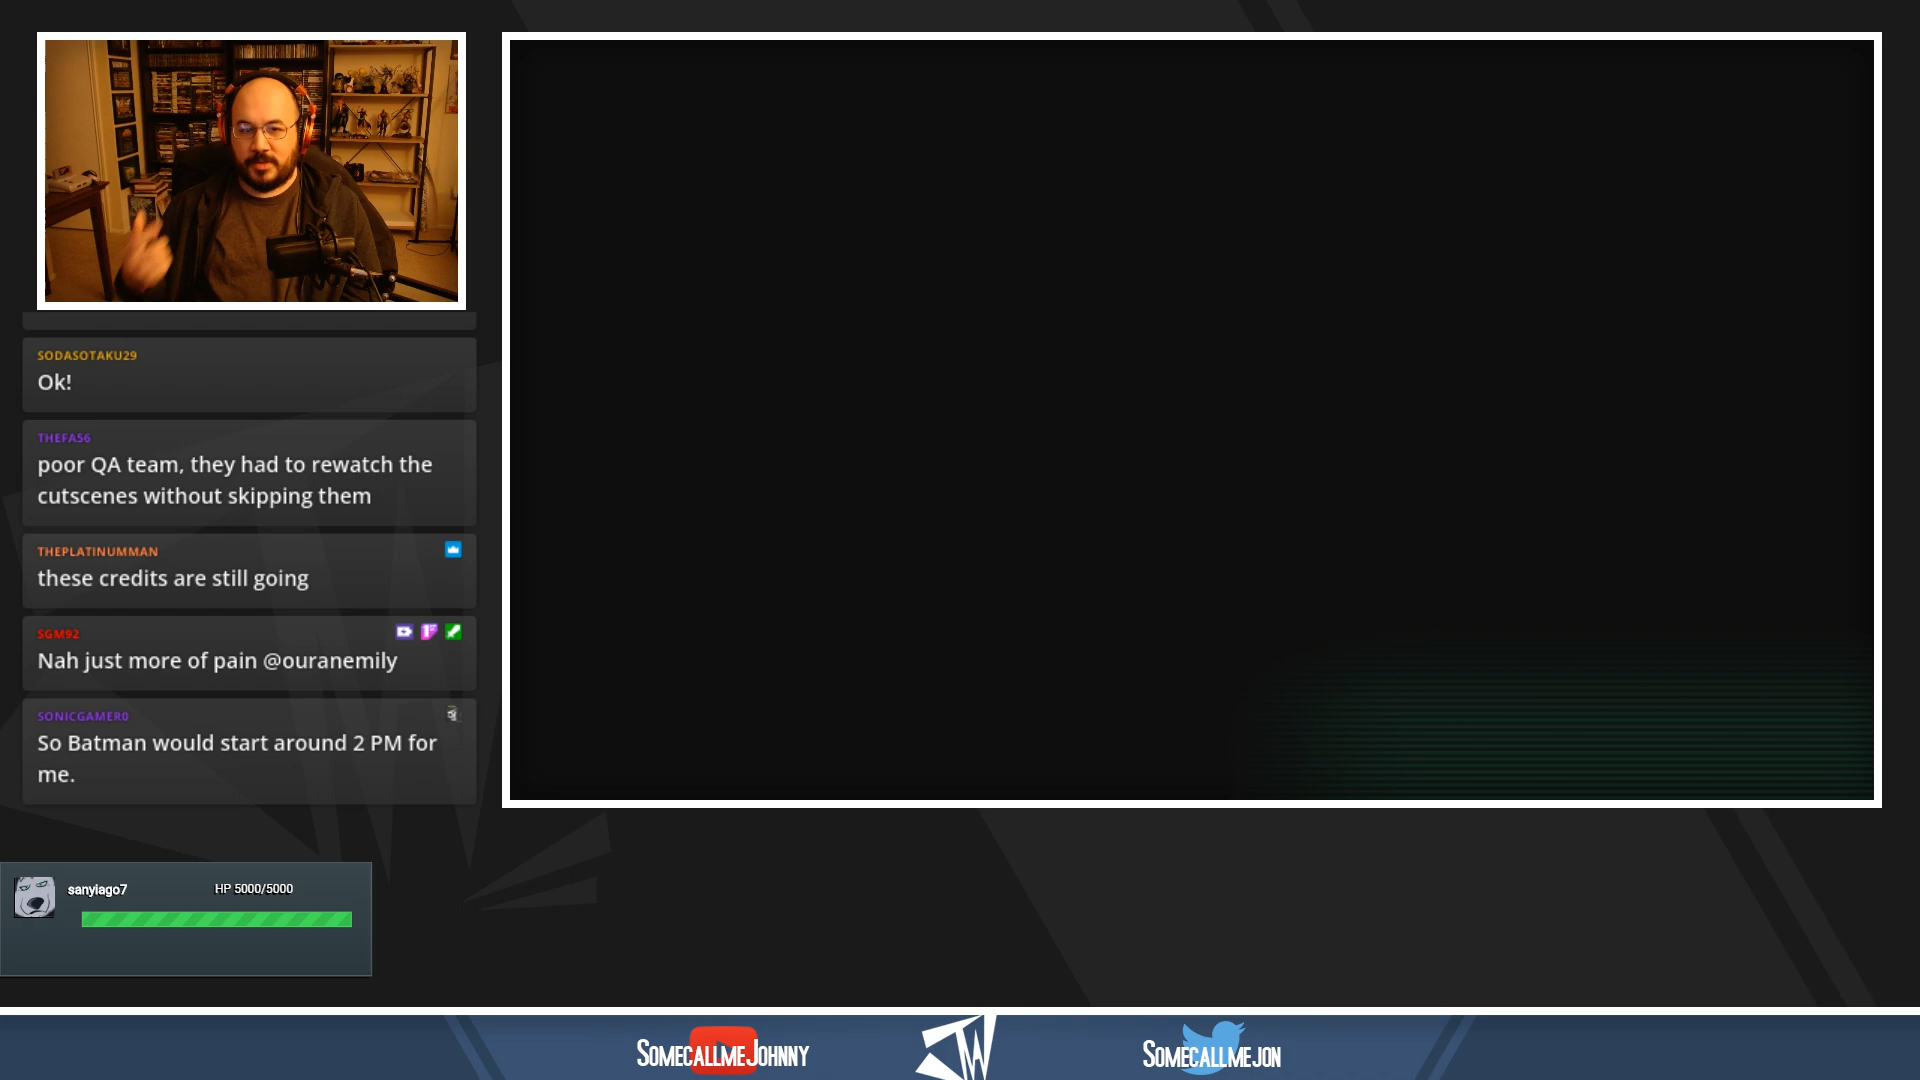 SODASOTAKU29
Ok!
THEFA56
poor QA team, they had to rewatch the
cutscenes without skipping them
THEPLATINUMMAN
these credits are still going
SGM92
Nah just more of pain @ouranemily
SONICGAMER0
So Batman would start around 2 PM for
me.
sanyiago7 HP 5000/5000
SOMECALLMEJOHNNY
SOMECALLMEJON